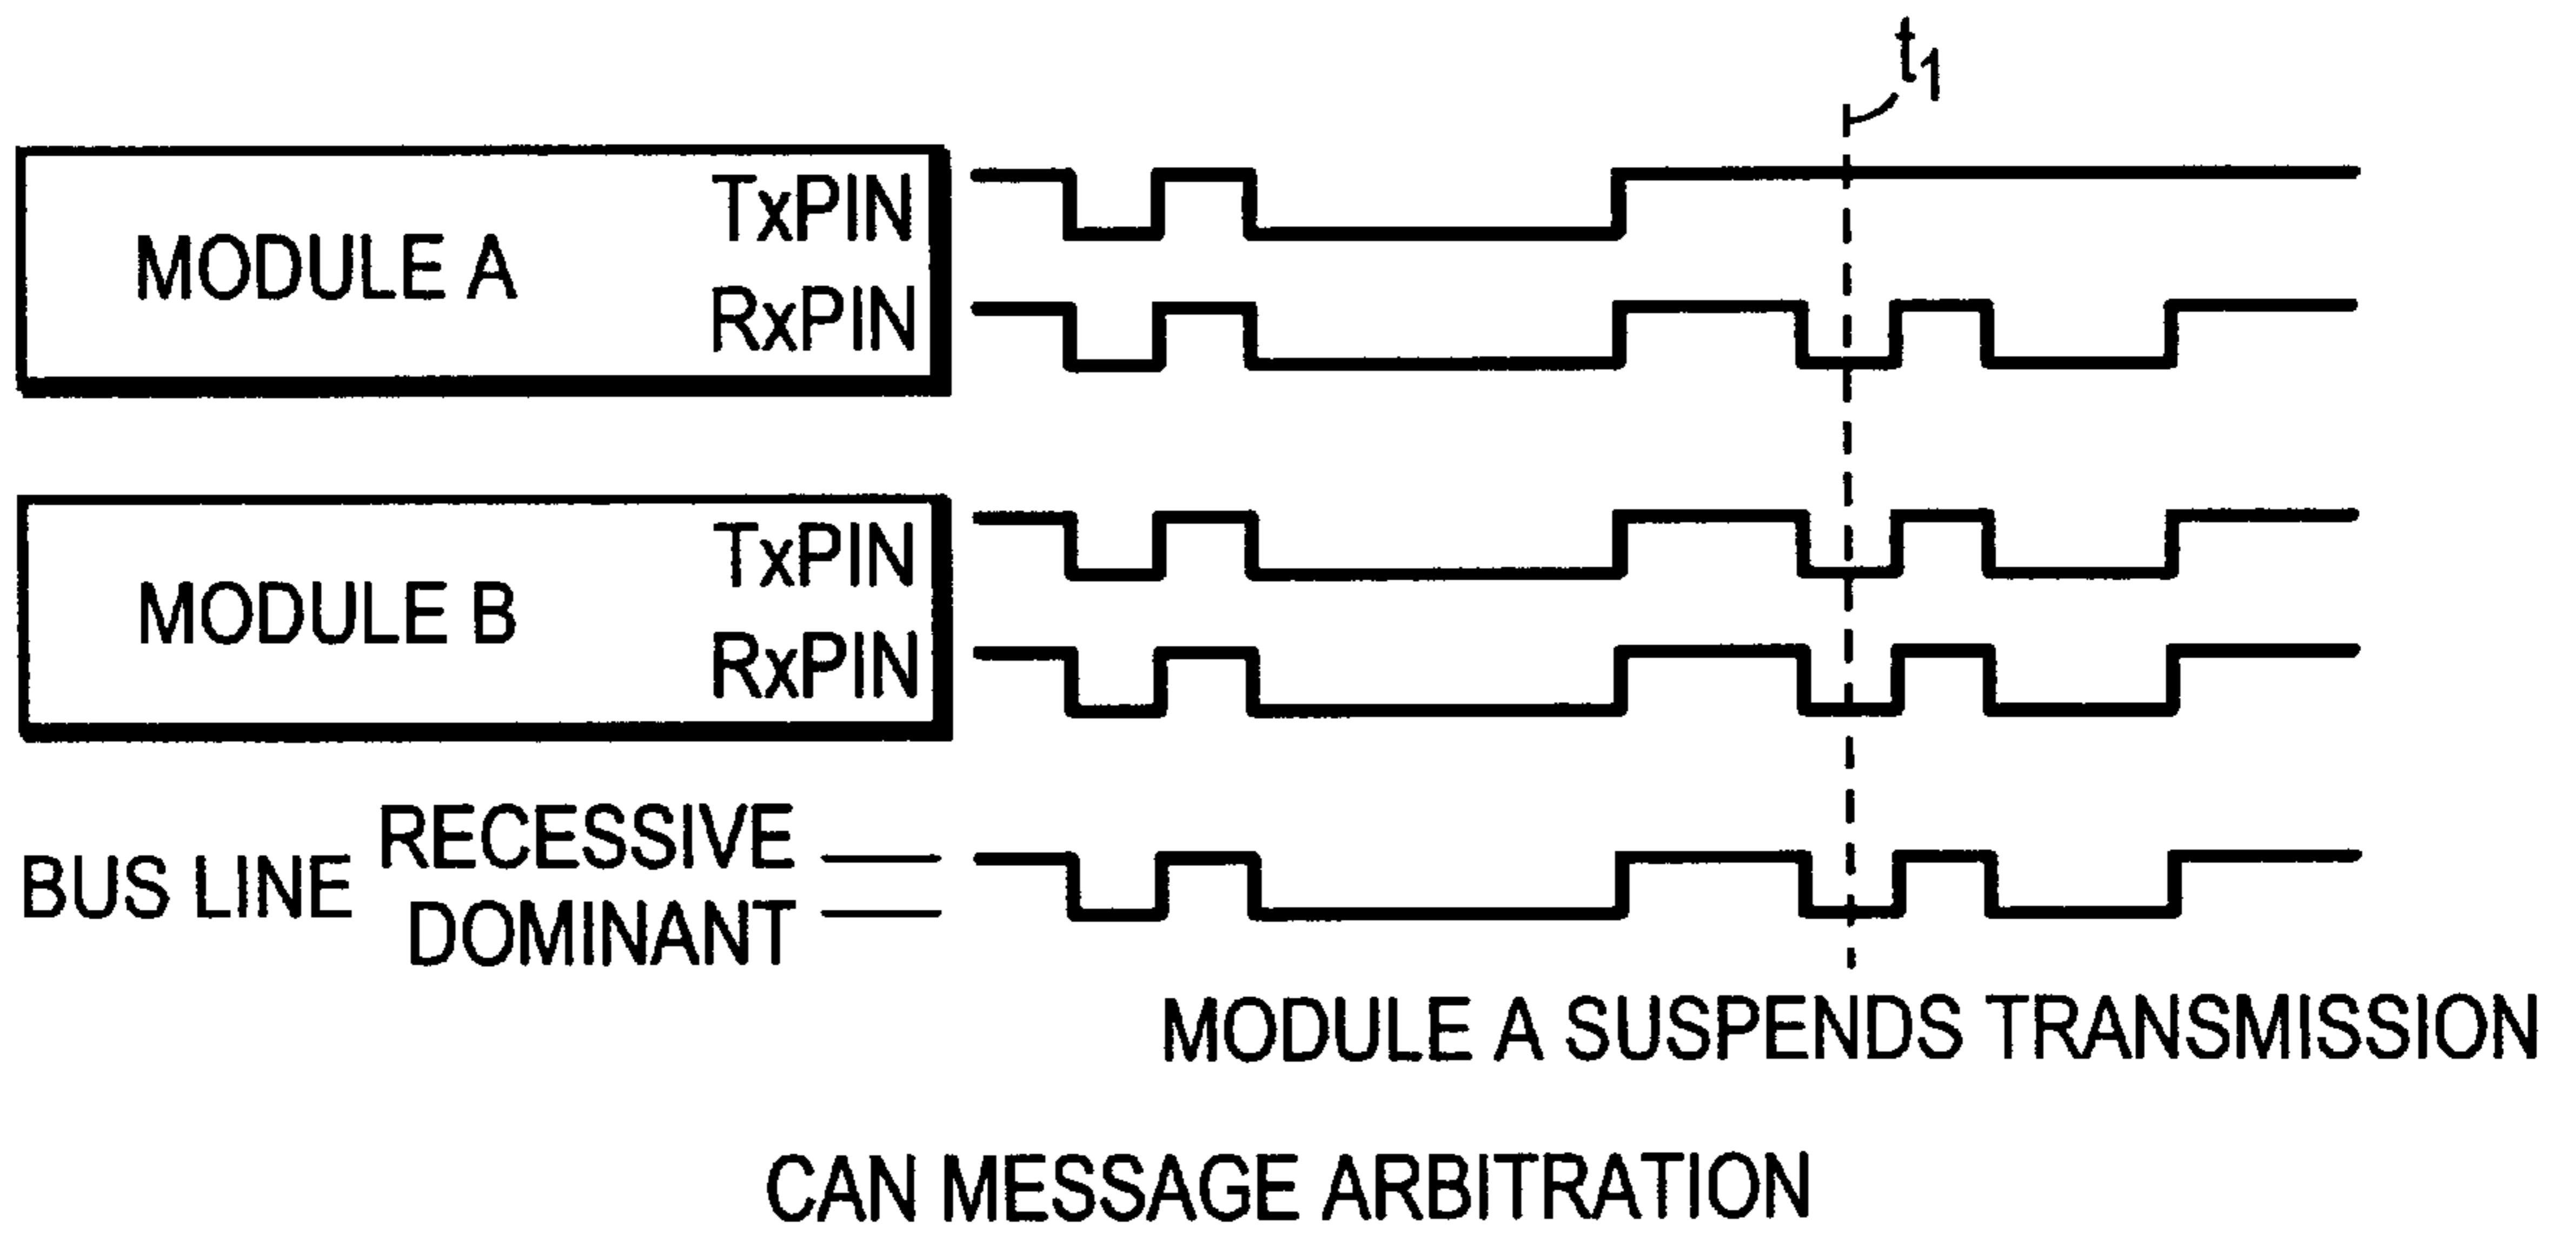 t1
MODULE A
TxPIN
RxPIN
MODULE B
TxPIN
RxPIN
BUS LINE
RECESSIVE
DOMINANT
MODULE A SUSPENDS TRANSMISSION
CAN MESSAGE ARBITRATION